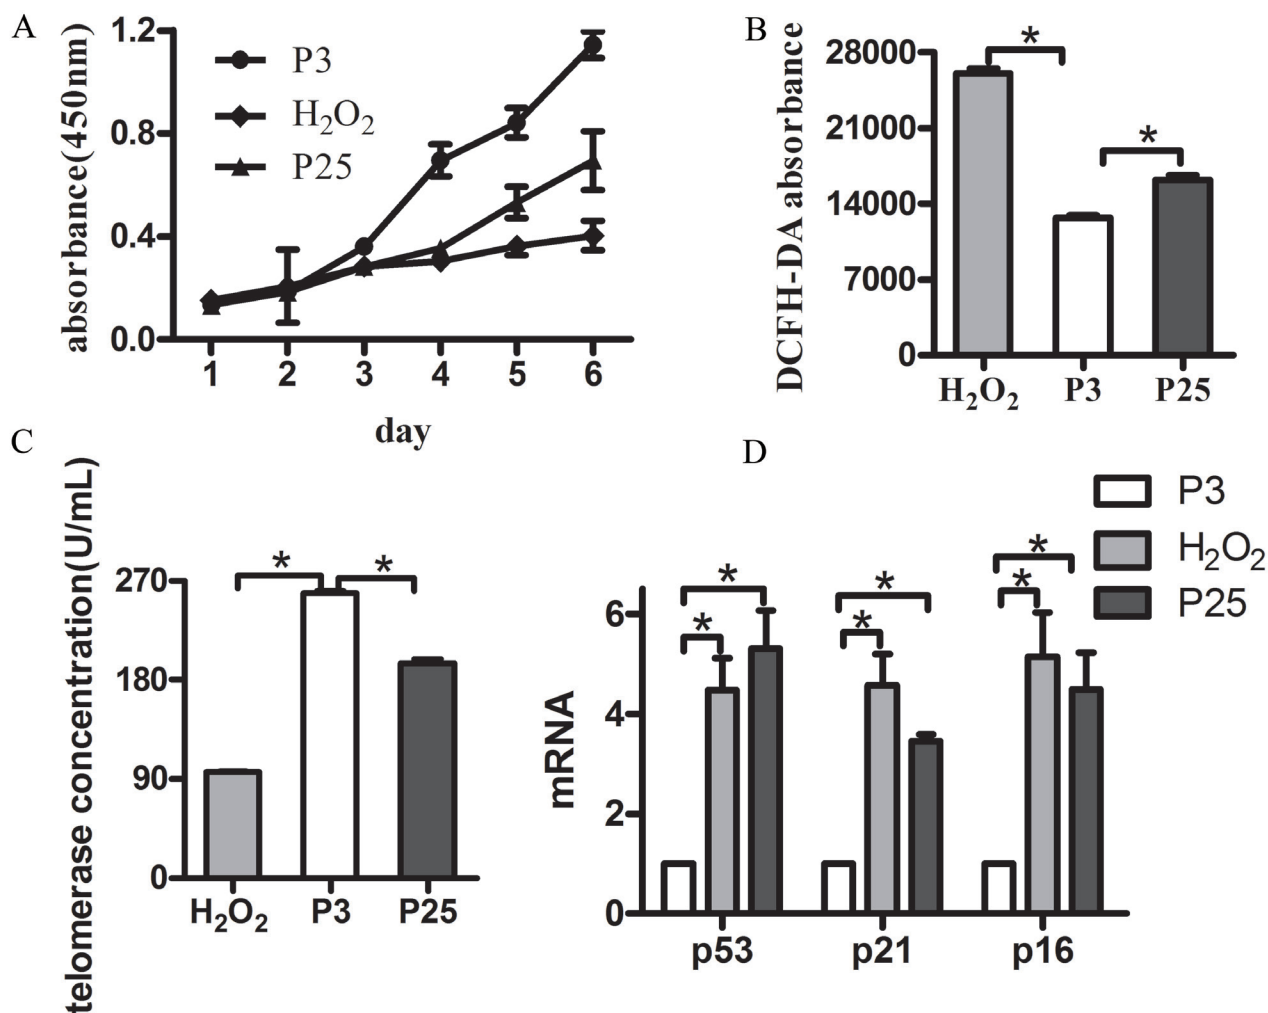 A
absorbance(450nm)
1.2
0.8
0.4
0.0
P3
H₂O₂
P25
1 2 3 4 5 6
day
B
DCFH-DA absorbance
28000
21000
14000
7000
0
*
*
H₂O₂ P3 P25
C
telomerase concentration(U/mL)
270
180
90
0
* *
H₂O₂ P3 P25
D
P3
H₂O₂
P25
mRNA
6
4
2
0
* * *
* * *
p53 p21 p16